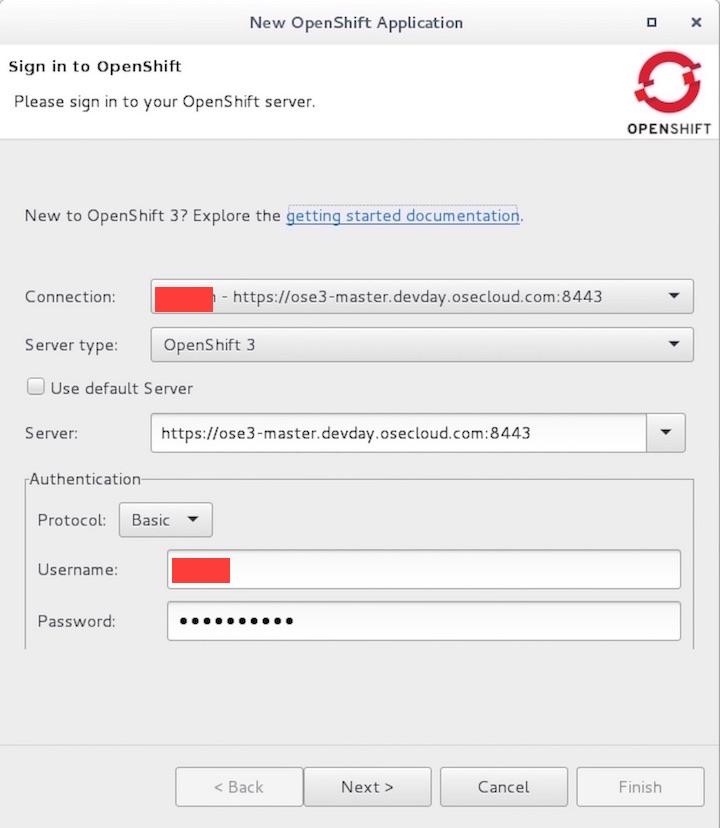 New OpenShift Application
Sign in to OpenShift
Please sign in to your OpenShift server.
OPENSHIFT
New to OpenShift 3? Explore the getting started documentation.
Connection: - https://ose3-master.devday.osecloud.com:8443
Server type: OpenShift 3
Use default Server
Server: https://ose3-master.devday.osecloud.com:8443
Authentication
Protocol: Basic
Username:
Password: ●●●●●●●●●●
< Back Next > Cancel Finish